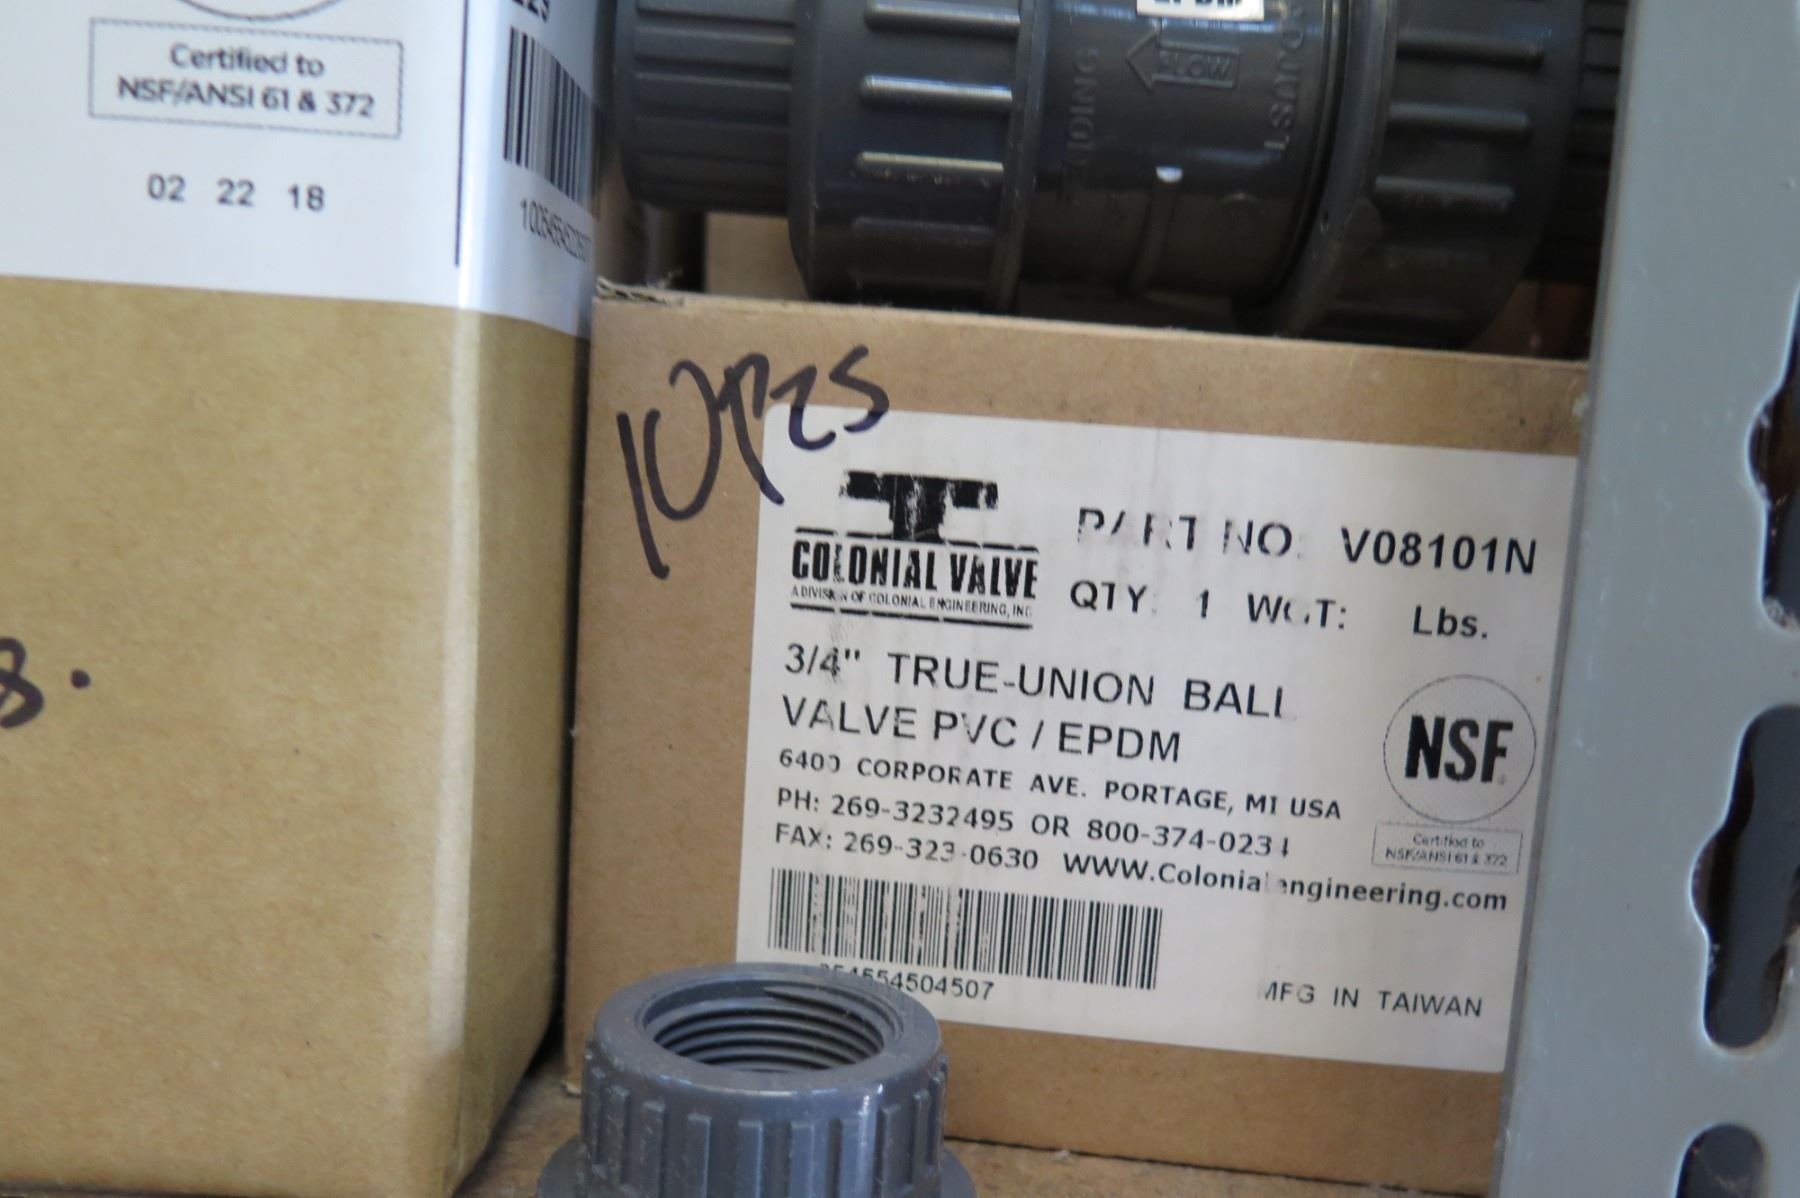 Certified to
NSF/ANSI 61 & 372
02 22 18
FLOW
10PZS
COLONIAL VALVE
A DIVISION OF COLONIAL ENGINEERING, INC
PART NO: V08101N
QTY: 1 WGT: Lbs.
3/4" TRUE-UNION BALL
VALVE PVC / EPDM
6400 CORPORATE AVE. PORTAGE, MI USA
PH: 269-3232495 OR 800-374-0234
FAX: 269-323-0630 WWW.Colonialengineering.com
NSF
Certified to
NSF/ANSI 61 & 372
MFG IN TAIWAN